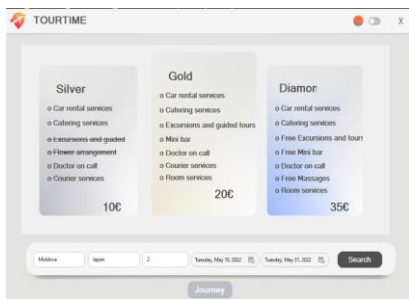 TOURTIME
X
Silver
o Car rental services
o Catering services
o Excursions and guided
o Flower arrangement
o Doctor on call
o Courier services
10€
Gold
o Car rental services
o Catering services
o Excursions and guided tours
o Mini bar
o Doctor on call
o Courier services
o Room services
20€
Diamon
o Car rental services
o Catering services
o Free Excursions and tours
o Free Mini bar
o Doctor on call
o Free Massages
o Room services
35€
Moldova
Japan
2
Tuesday, May 10, 2022
Tuesday, May 31, 2022
Search
Journey